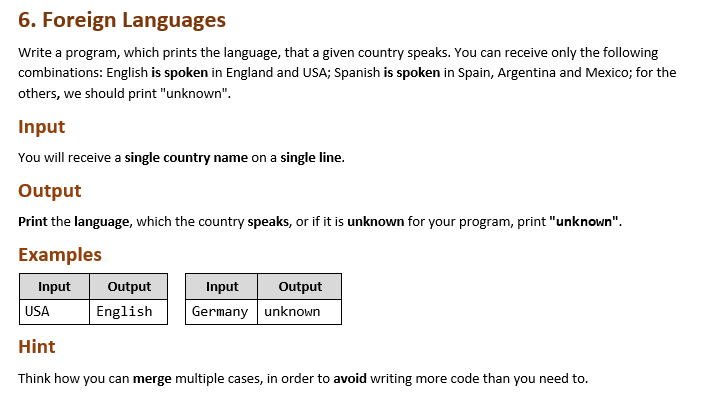 6. Foreign Languages
Write a program, which prints the language, that a given country speaks. You can receive only the following
combinations: English is spoken in England and USA; Spanish is spoken in Spain, Argentina and Mexico; for the
others, we should print "unknown".
Input
You will receive a single country name on a single line.
Output
Print the language, which the country speaks, or if it is unknown for your program, print "unknown".
Examples
Input Output Input Output
USA English Germany unknown
Hint
Think how you can merge multiple cases, in order to avoid writing more code than you need to.